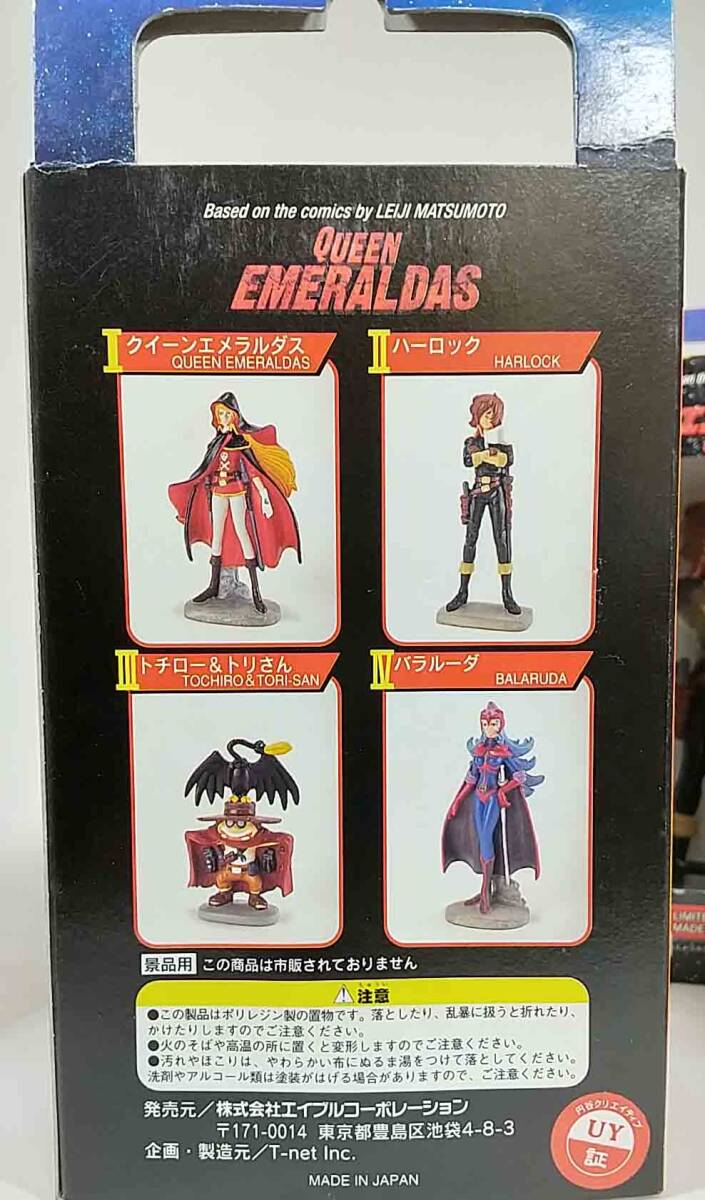 Based on the comics by LEIJI MATSUMOTO
QUEEN
EMERALDAS
I クイーンエメラルダス
QUEEN EMERALDAS
II ハーロック
HARLOCK
III トチロー&トリさん
TOCHIRO&TORI-SAN
IV バラルーダ
BALARUDA
景品用 この商品は市販されておりません
⚠注意
ちゅうい
●この製品はポリレジン製の置物です。落としたり、乱暴に扱うと折れたり、
かけたりしますのでご注意ください。
●火のそばや高温の所に置くと変形しますのでご注意ください。
●汚れやほこりは、やわらかい布にぬるま湯をつけて落としてください。
洗剤やアルコール類は塗装がはげる場合がありますので、ご注意ください。
発売元/株式会社エイブルコーポレーション
〒171-0014 東京都豊島区池袋4-8-3
企画・製造元/T-net Inc.
MADE IN JAPAN
円谷クリエイティブ
UY
証
LIMITE
MADE